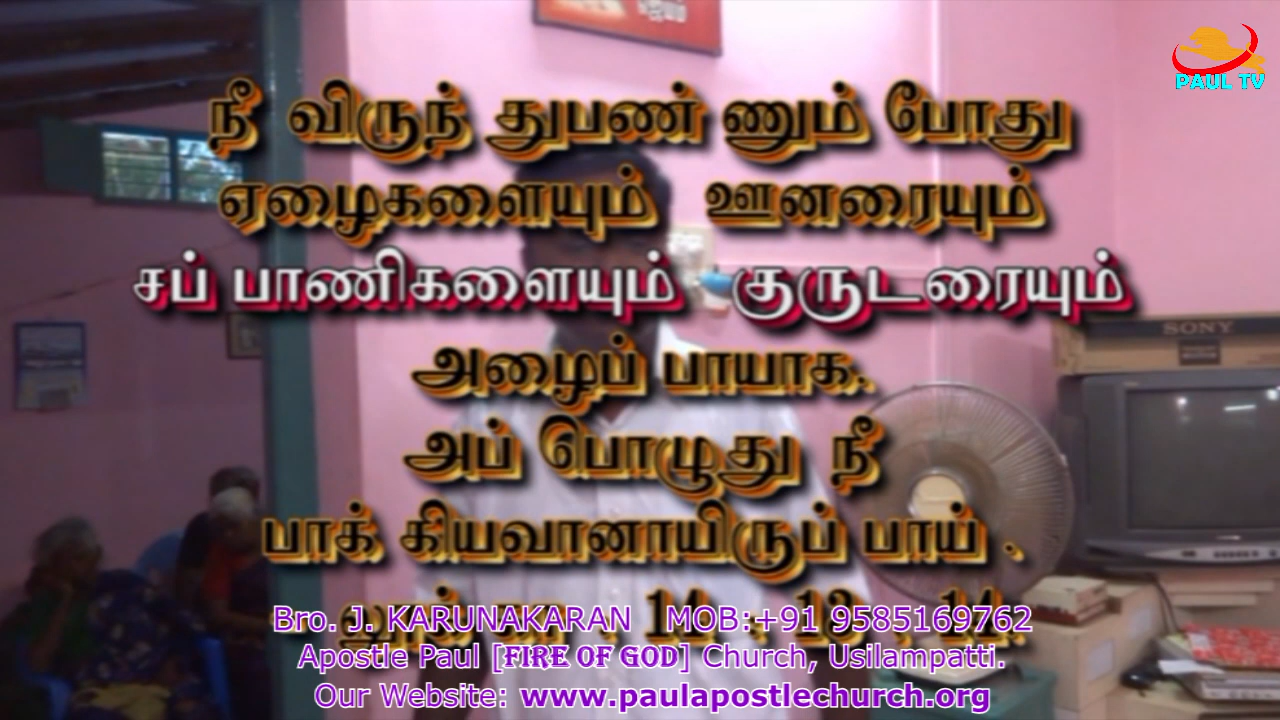 ஜெயம்
PAUL TV
நீ விருந் துபண் ணும் போது
ஏழைகளையும் ஊனரையும்
சப் பாணிகளையும் குருடரையும்
SONY
அழைப் பாயாக.
அப் பொழுது நீ
பாக் கியவானாயிருப் பாய் .
14 : 13 , 14.
Bro. J. KARUNAKARAN MOB:+91 9585169762
Apostle Paul [FIRE OF GOD] Church, Usilampatti.
Our Website: www.paulapostlechurch.org